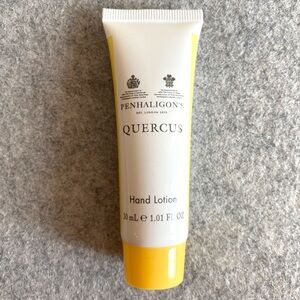 PENHALIGON'S
EST. LONDON 1870
QUERCUS
Hand Lotion
30 mL ℮ 1.01 FL OZ